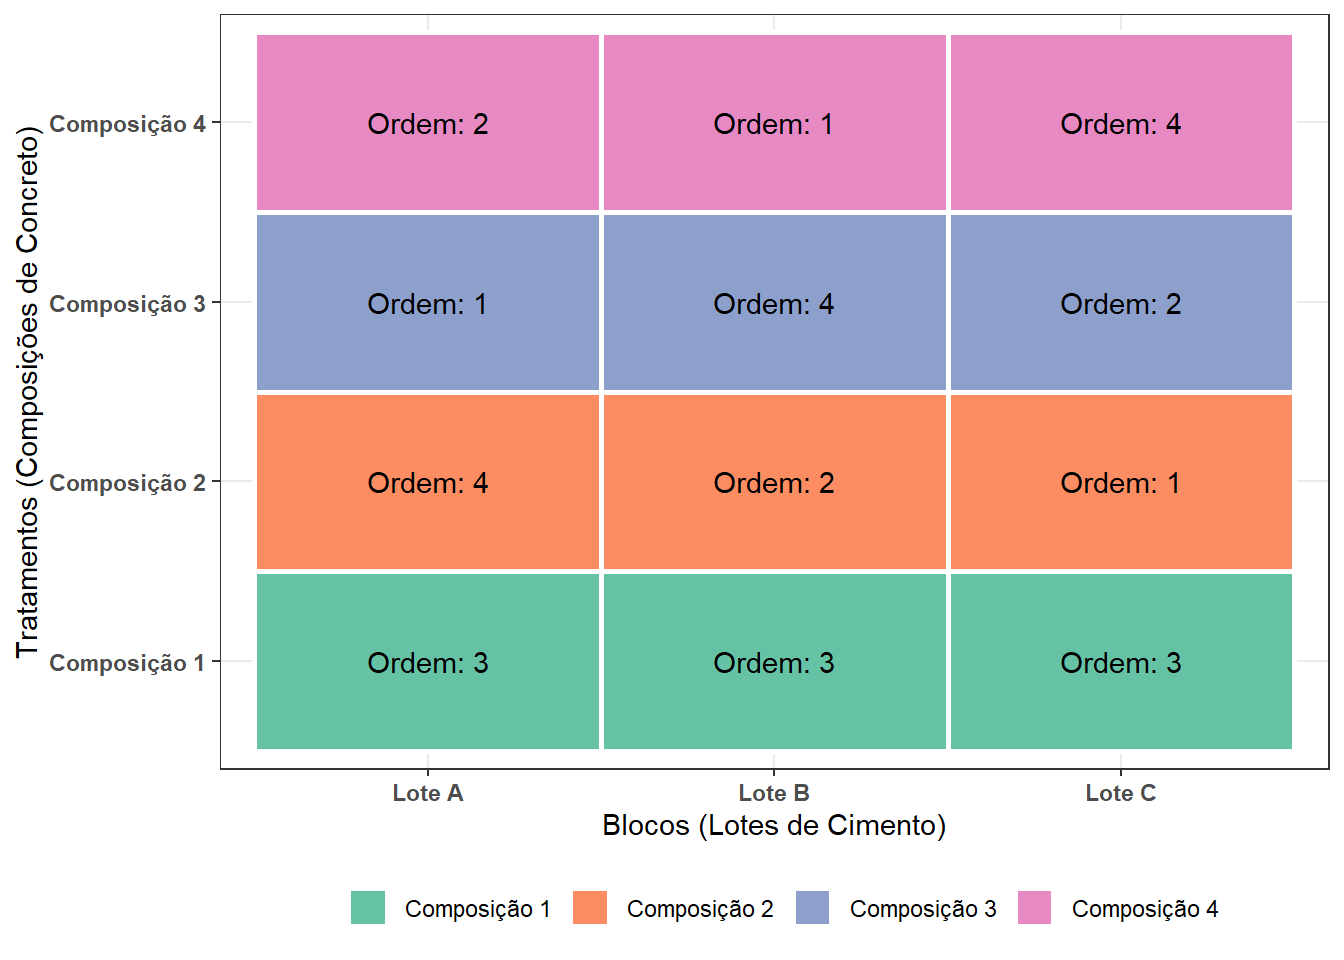 Tratamentos (Composições de Concreto)
Composição 4
Ordem: 2
Ordem: 1
Ordem: 4
Composição 3
Ordem: 1
Ordem: 4
Ordem: 2
Composição 2
Ordem: 4
Ordem: 2
Ordem: 1
Composição 1
Ordem: 3
Ordem: 3
Ordem: 3
Lote A
Lote B
Lote C
Blocos (Lotes de Cimento)
Composição 1
Composição 2
Composição 3
Composição 4